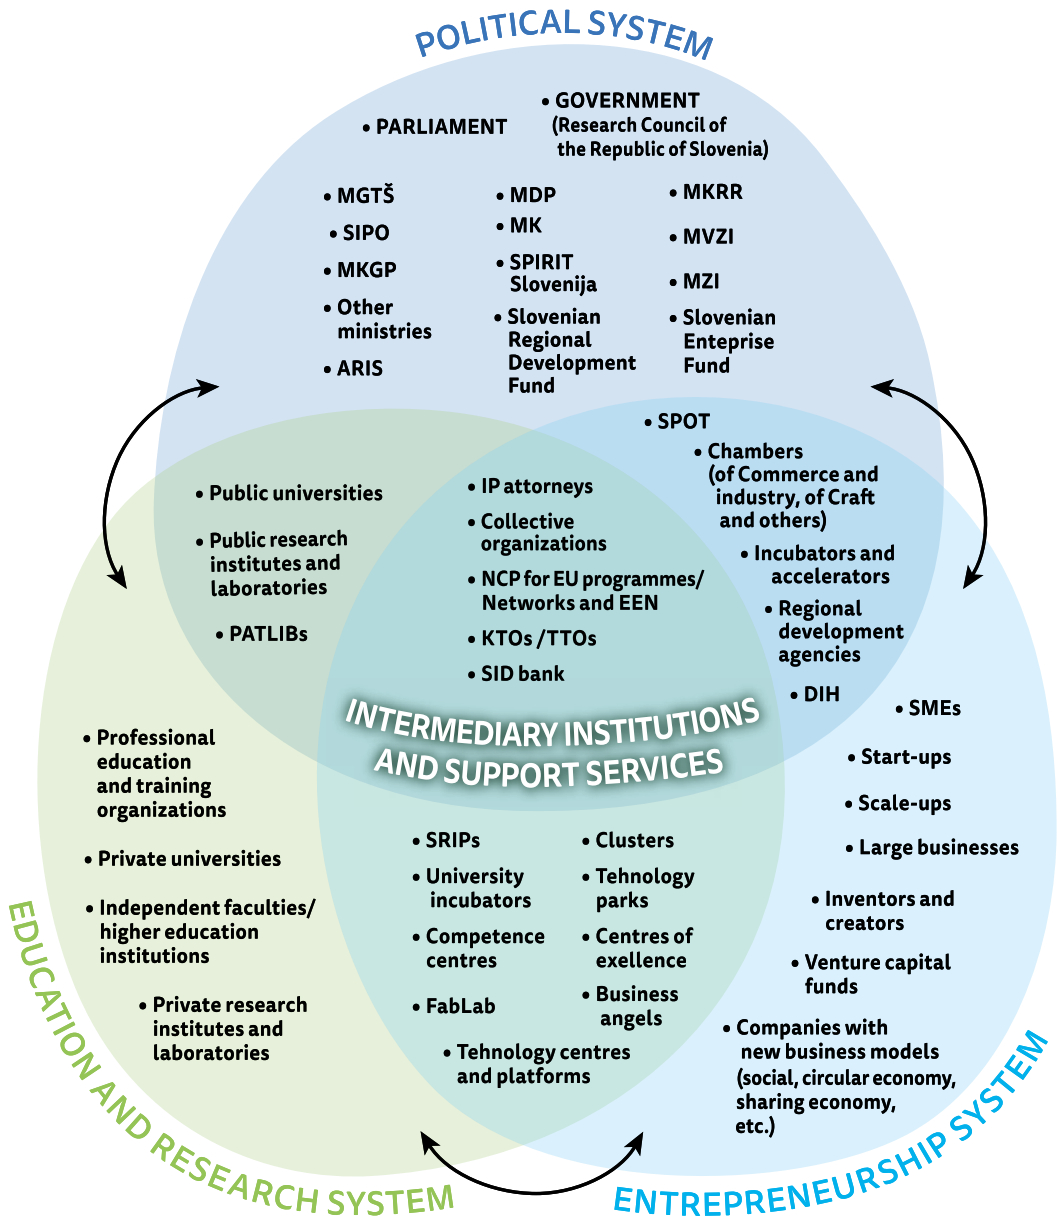 POLITICAL SYSTEM
• PARLIAMENT
• GOVERNMENT
(Research Council of
the Republic of Slovenia)
• MGTŠ
• SIPO
• MKGP
• Other
ministries
• ARIS
• MDP
• MK
• SPIRIT
Slovenija
• Slovenian
Regional
Development
Fund
• MKRR
• MVZI
• MZI
• Slovenian
Enteprise
Fund
• Public universities
• Public research
institutes and
laboratories
• PATLIBs
• IP attorneys
• Collective
organizations
• NCP for EU programmes/
Networks and EEN
• KTOs /TTOs
• SID bank
• SPOT
• Chambers
(of Commerce and
industry, of Craft
and others)
• Incubators and
accelerators
• Regional
development
agencies
• DIH
INTERMEDIARY INSTITUTIONS
AND SUPPORT SERVICES
• Professional
education
and training
organizations
• Private universities
• Independent faculties/
higher education
institutions
• Private research
institutes and
laboratories
• SRIPs
• University
incubators
• Competence
centres
• FabLab
• Clusters
• Tehnology
parks
• Centres of
exellence
• Business
angels
• Tehnology centres
and platforms
• SMEs
• Start-ups
• Scale-ups
• Large businesses
• Inventors and
creators
• Venture capital
funds
• Companies with
new business models
(social, circular economy,
sharing economy,
etc.)
EDUCATION AND RESEARCH SYSTEM
ENTREPRENEURSHIP SYSTEM